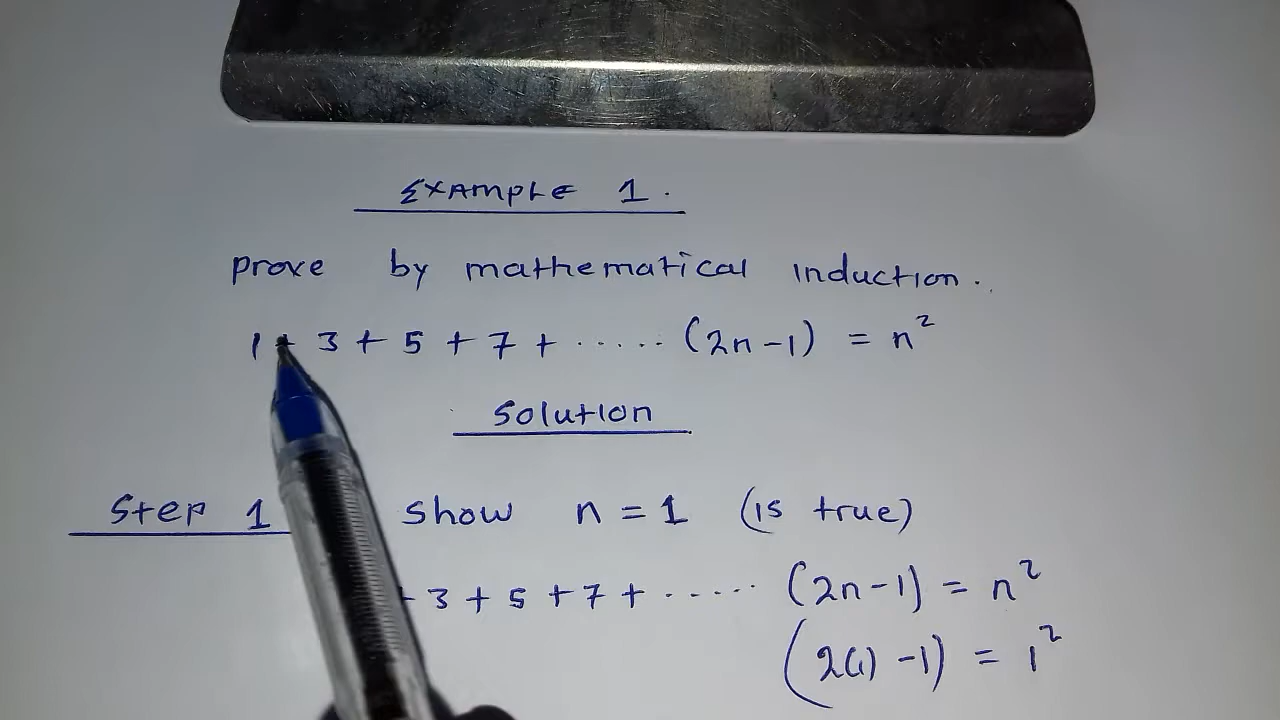 Example 1.
prove by mathematical induction.
1 + 3 + 5 + 7 + ..... (2n-1) = n²
Solution
Step 1 show n = 1 (is true)
+ 3 + 5 + 7 + ..... (2n-1) = n²
(2(1) -1) = 1²